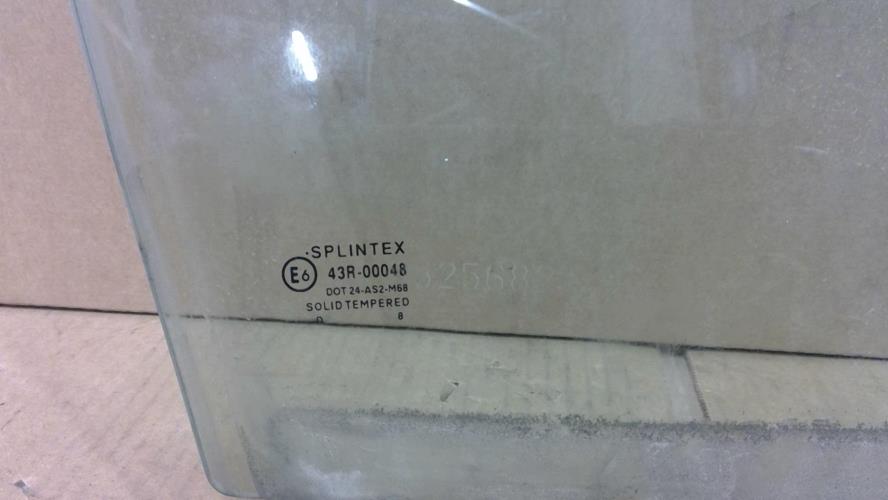 ·SPLINTEX
E6 43R-00048
DOT 24-AS2-M68
SOLID TEMPERED
8